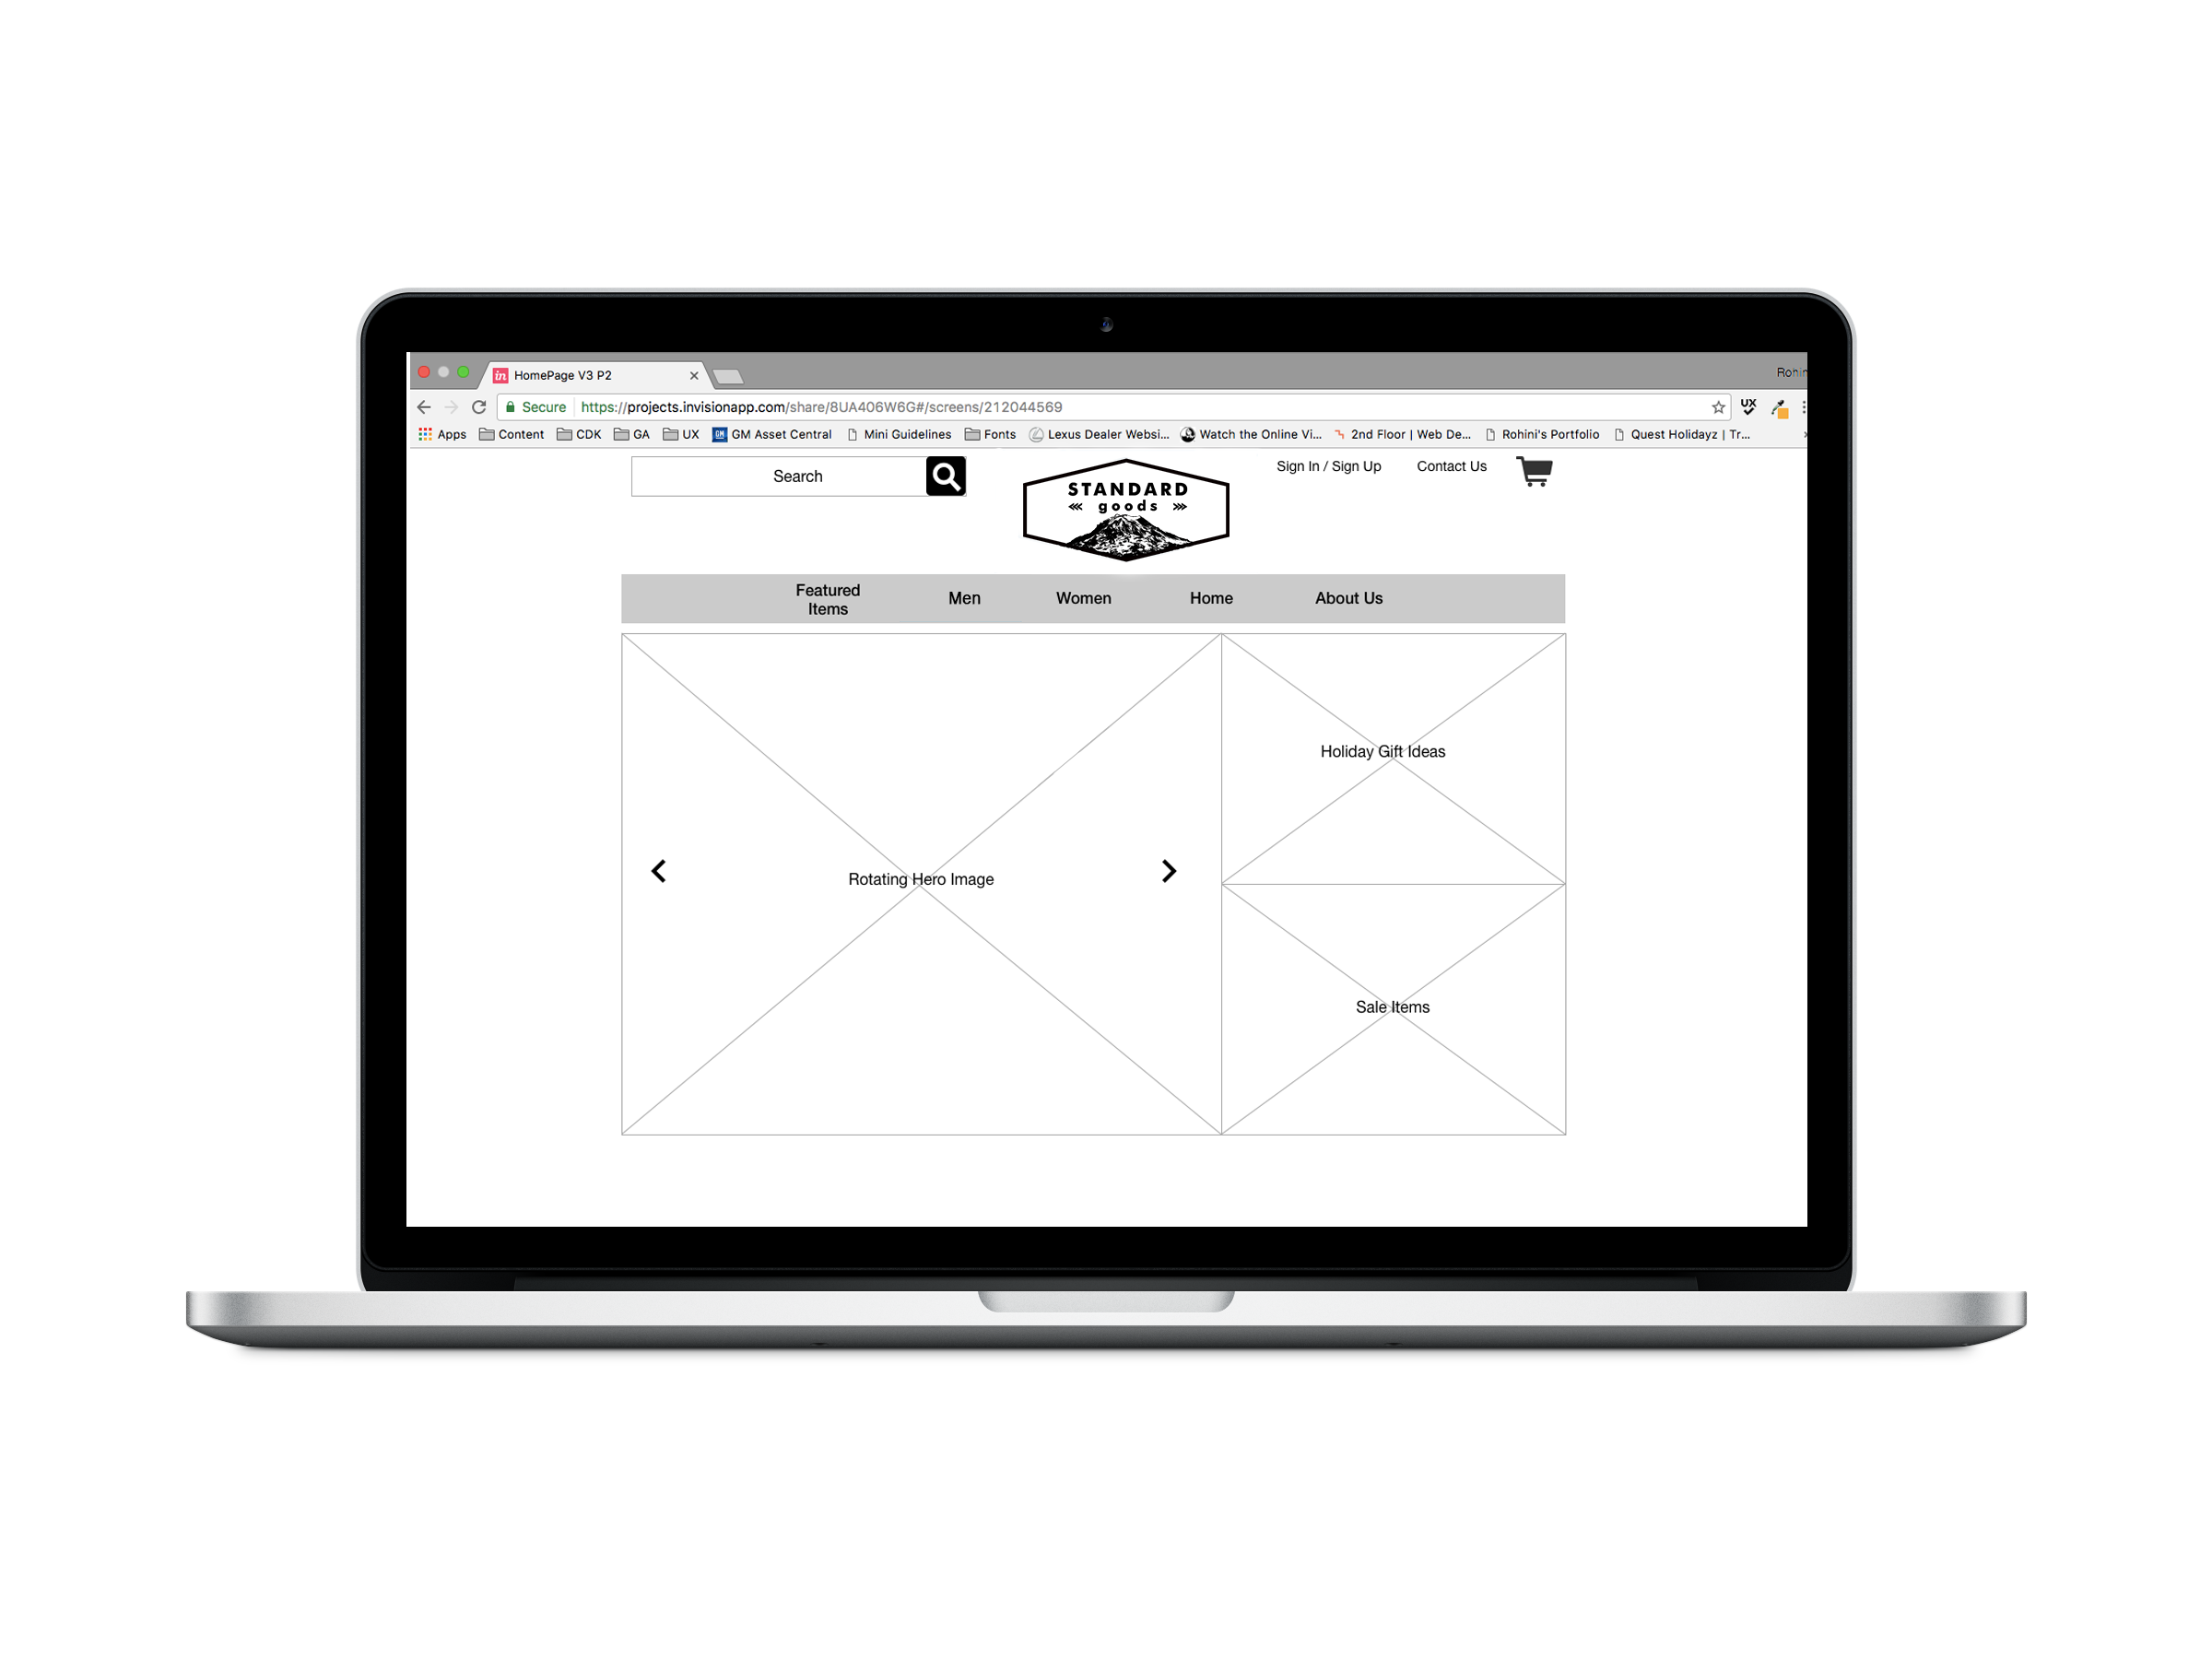 in HomePage V3 P2
Rohin
Secure https://projects.invisionapp.com/share/8UA406W6G#/screens/212044569
UX
Apps Content CDK GA UX GM GM Asset Central Mini Guidelines Fonts Lexus Dealer Websi... Watch the Online Vi... 2nd Floor | Web De... Rohini's Portfolio Quest Holidayz | Tr...
Search
STANDARD
goods
Sign In / Sign Up Contact Us
Featured
Items
Men Women Home About Us
Rotating Hero Image
Holiday Gift Ideas
Sale Items